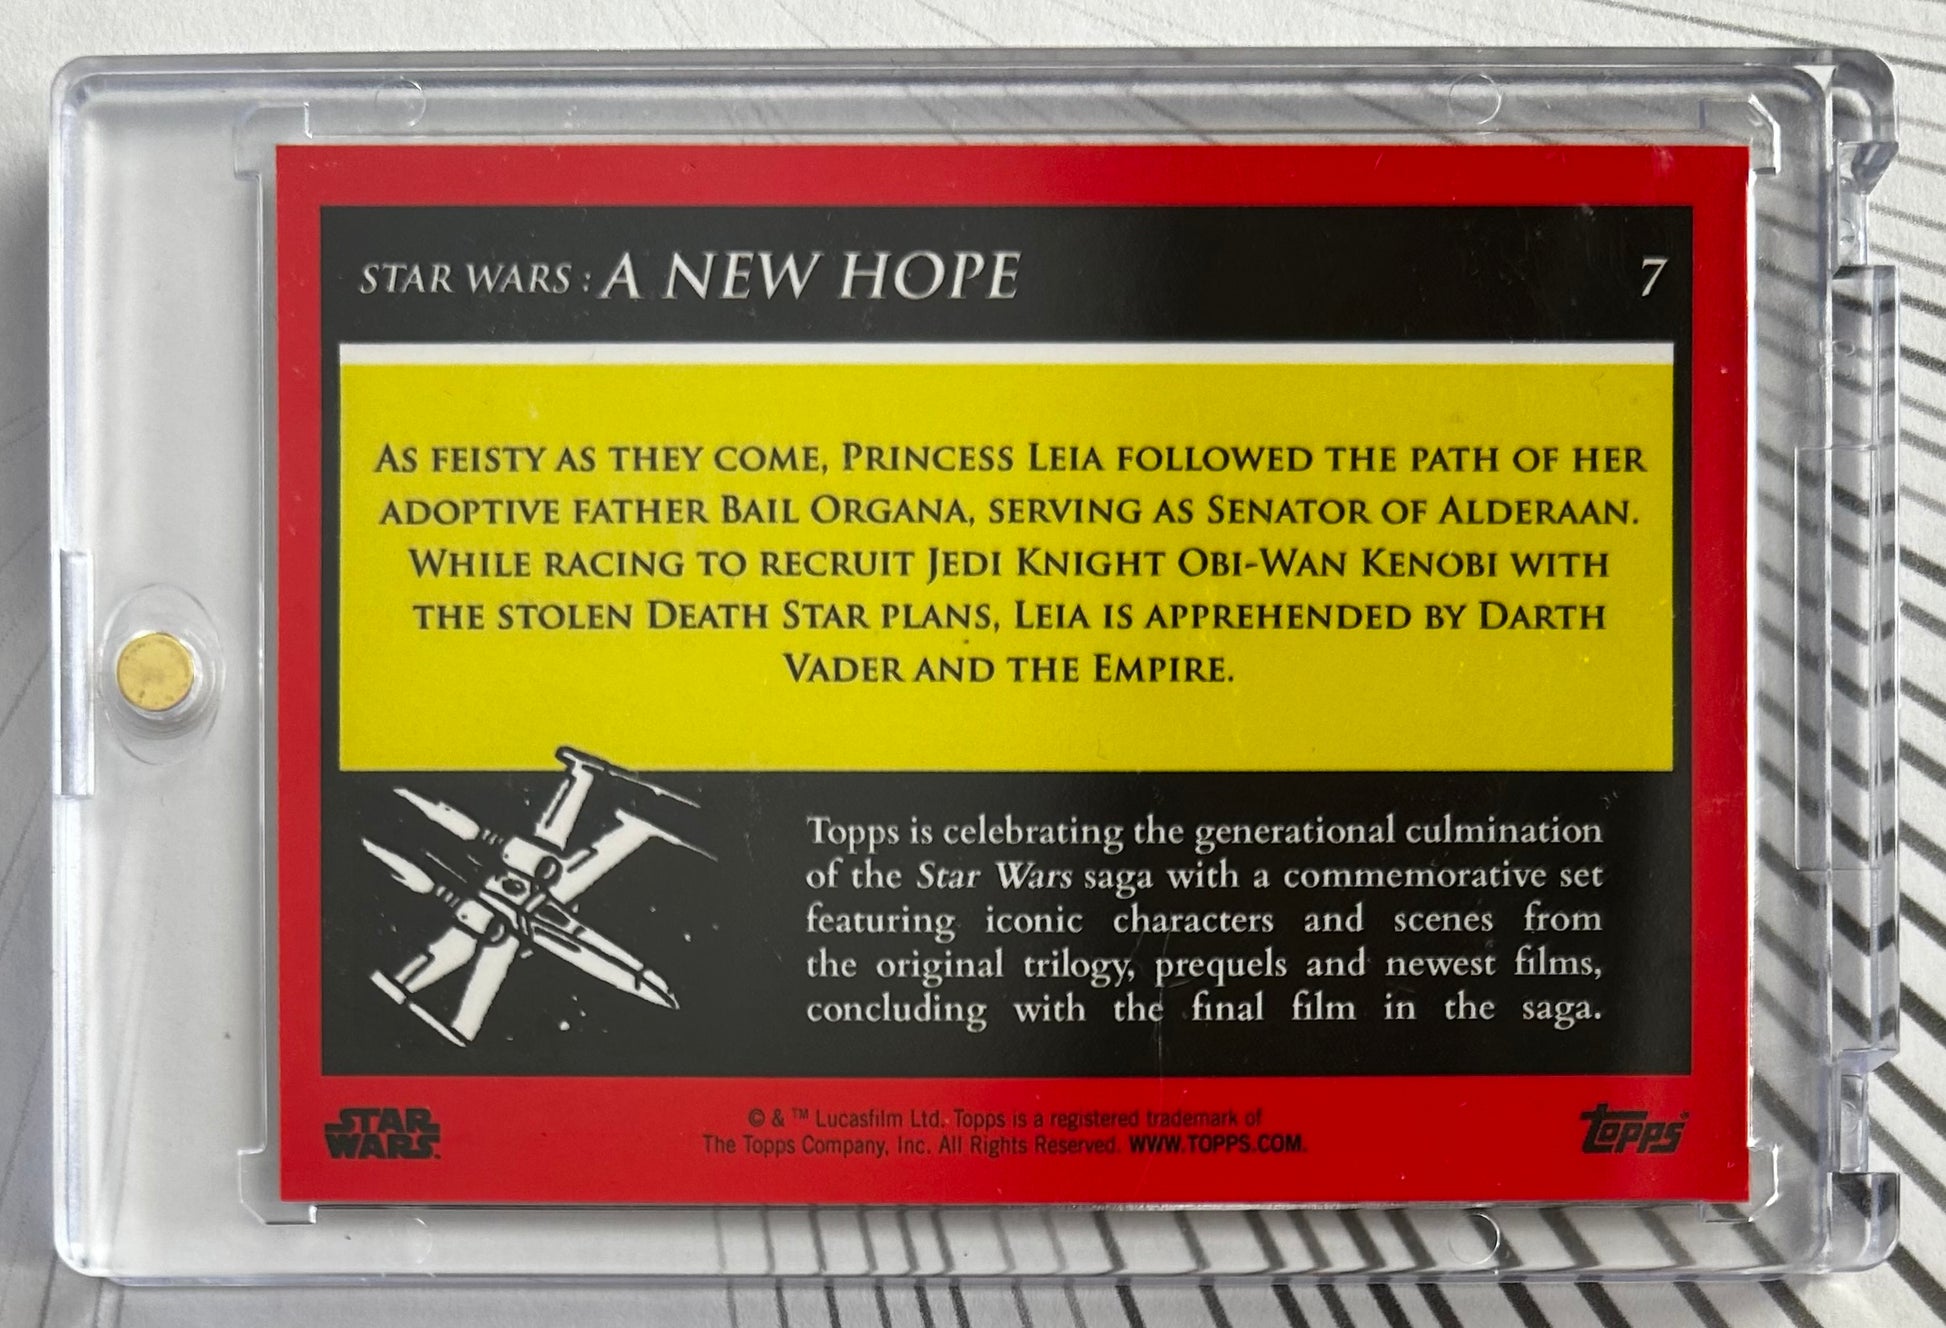 STAR WARS : A NEW HOPE 7
AS FEISTY AS THEY COME, PRINCESS LEIA FOLLOWED THE PATH OF HER
ADOPTIVE FATHER BAIL ORGANA, SERVING AS SENATOR OF ALDERAAN.
WHILE RACING TO RECRUIT JEDI KNIGHT OBI-WAN KENOBI WITH
THE STOLEN DEATH STAR PLANS, LEIA IS APPREHENDED BY DARTH
VADER AND THE EMPIRE.
Topps is celebrating the generational culmination
of the Star Wars saga with a commemorative set
featuring iconic characters and scenes from
the original trilogy, prequels and newest films,
concluding with the final film in the saga.
STAR
WARS.
© & ™ Lucasfilm Ltd. Topps is a registered trademark of
The Topps Company, Inc. All Rights Reserved. WWW.TOPPS.COM.
Topps®